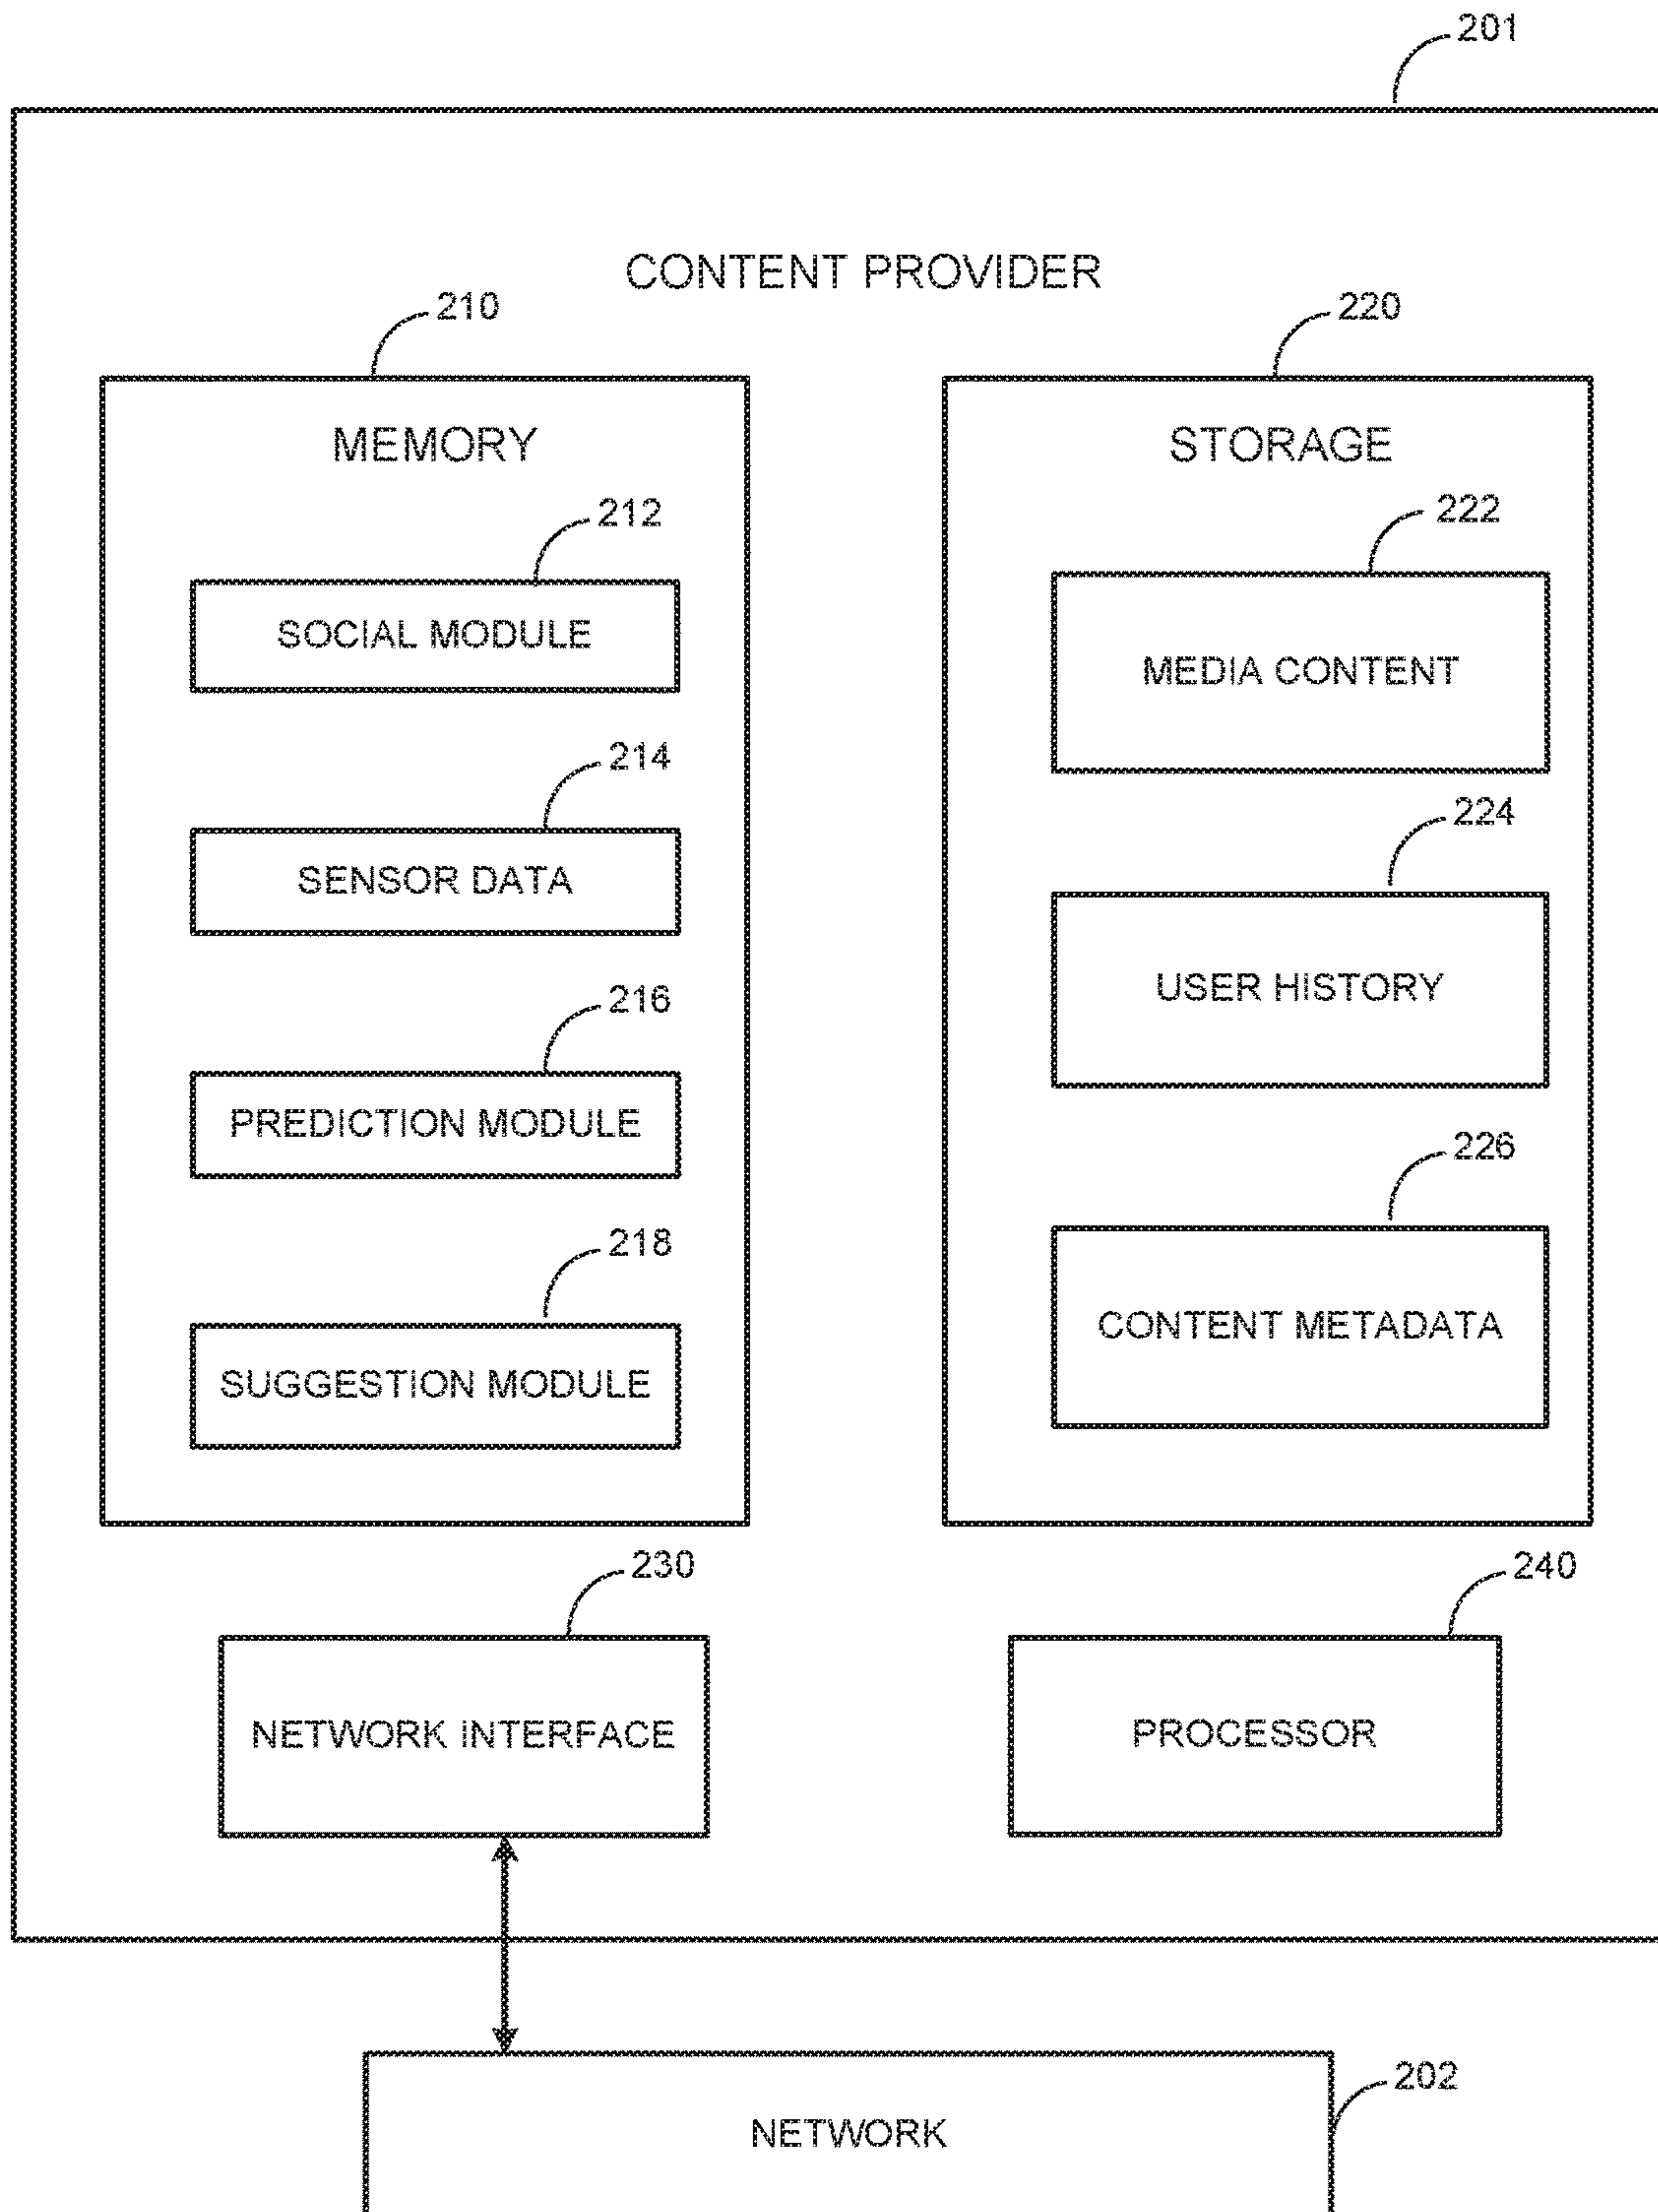 201
CONTENT PROVIDER
210
220
MEMORY
STORAGE
212
222
SOCIAL MODULE
MEDIA CONTENT
214
224
SENSOR DATA
USER HISTORY
216
226
PREDICTION MODULE
218
CONTENT METADATA
SUGGESTION MODULE
230
240
NETWORK INTERFACE
PROCESSOR
202
NETWORK